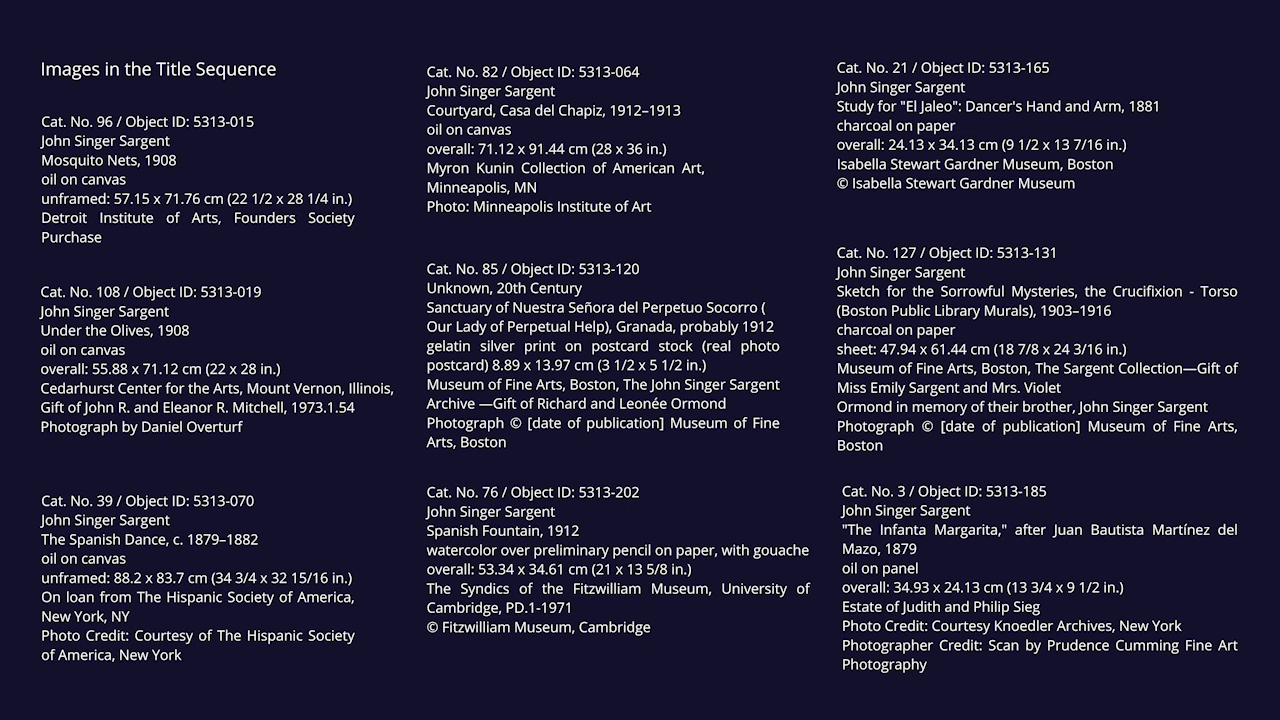 Images in the Title Sequence
Cat. No. 96 / Object ID: 5313-015
John Singer Sargent
Mosquito Nets, 1908
oil on canvas
unframed: 57.15 x 71.76 cm (22 1/2 x 28 1/4 in.)
Detroit Institute of Arts, Founders Society
Purchase
Cat. No. 108 / Object ID: 5313-019
John Singer Sargent
Under the Olives, 1908
oil on canvas
overall: 55.88 x 71.12 cm (22 x 28 in.)
Cedarhurst Center for the Arts, Mount Vernon, Illinois,
Gift of John R. and Eleanor R. Mitchell, 1973.1.54
Photograph by Daniel Overturf
Cat. No. 39 / Object ID: 5313-070
John Singer Sargent
The Spanish Dance, c. 1879–1882
oil on canvas
unframed: 88.2 x 83.7 cm (34 3/4 x 32 15/16 in.)
On loan from The Hispanic Society of America,
New York, NY
Photo Credit: Courtesy of The Hispanic Society
of America, New York
Cat. No. 82 / Object ID: 5313-064
John Singer Sargent
Courtyard, Casa del Chapiz, 1912–1913
oil on canvas
overall: 71.12 x 91.44 cm (28 x 36 in.)
Myron Kunin Collection of American Art,
Minneapolis, MN
Photo: Minneapolis Institute of Art
Cat. No. 85 / Object ID: 5313-120
Unknown, 20th Century
Sanctuary of Nuestra Señora del Perpetuo Socorro (
Our Lady of Perpetual Help), Granada, probably 1912
gelatin silver print on postcard stock (real photo
postcard) 8.89 x 13.97 cm (3 1/2 x 5 1/2 in.)
Museum of Fine Arts, Boston, The John Singer Sargent
Archive —Gift of Richard and Leonée Ormond
Photograph © [date of publication] Museum of Fine
Arts, Boston
Cat. No. 76 / Object ID: 5313-202
John Singer Sargent
Spanish Fountain, 1912
watercolor over preliminary pencil on paper, with gouache
overall: 53.34 x 34.61 cm (21 x 13 5/8 in.)
The Syndics of the Fitzwilliam Museum, University of
Cambridge, PD.1-1971
© Fitzwilliam Museum, Cambridge
Cat. No. 21 / Object ID: 5313-165
John Singer Sargent
Study for "El Jaleo": Dancer's Hand and Arm, 1881
charcoal on paper
overall: 24.13 x 34.13 cm (9 1/2 x 13 7/16 in.)
Isabella Stewart Gardner Museum, Boston
© Isabella Stewart Gardner Museum
Cat. No. 127 / Object ID: 5313-131
John Singer Sargent
Sketch for the Sorrowful Mysteries, the Crucifixion - Torso
(Boston Public Library Murals), 1903–1916
charcoal on paper
sheet: 47.94 x 61.44 cm (18 7/8 x 24 3/16 in.)
Museum of Fine Arts, Boston, The Sargent Collection—Gift of
Miss Emily Sargent and Mrs. Violet
Ormond in memory of their brother, John Singer Sargent
Photograph © [date of publication] Museum of Fine Arts,
Boston
Cat. No. 3 / Object ID: 5313-185
John Singer Sargent
"The Infanta Margarita," after Juan Bautista Martínez del
Mazo, 1879
oil on panel
overall: 34.93 x 24.13 cm (13 3/4 x 9 1/2 in.)
Estate of Judith and Philip Sieg
Photo Credit: Courtesy Knoedler Archives, New York
Photographer Credit: Scan by Prudence Cumming Fine Art
Photography